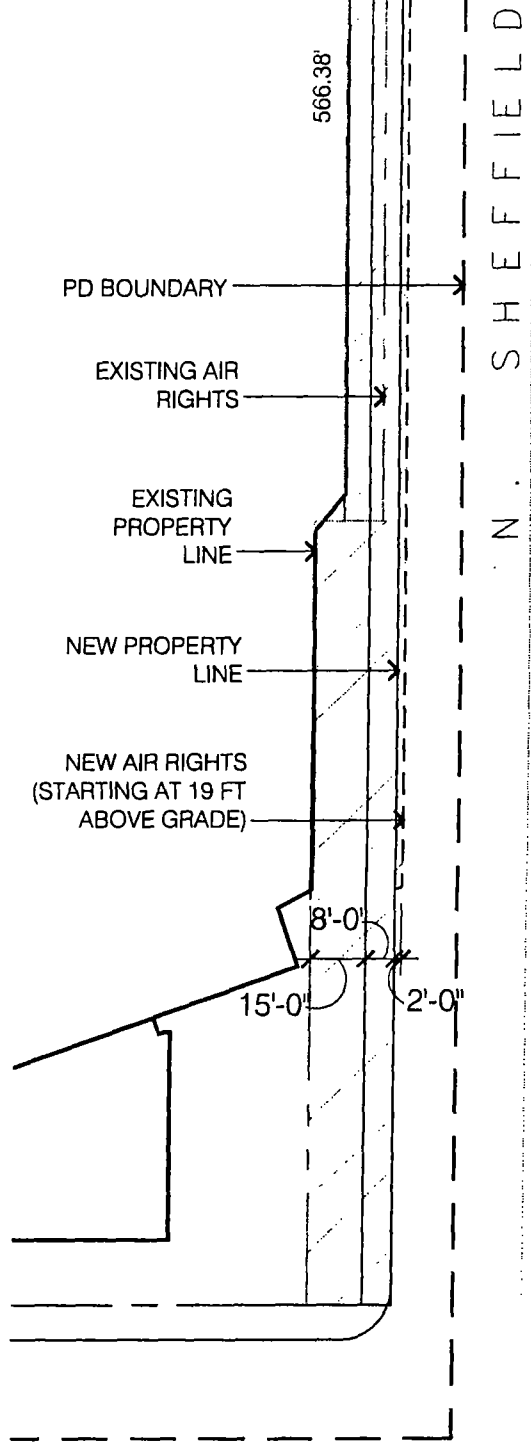 566.38'
N. SHEFFIELD
PD BOUNDARY
EXISTING AIR
RIGHTS
EXISTING
PROPERTY
LINE
NEW PROPERTY
LINE
NEW AIR RIGHTS
(STARTING AT 19 FT
ABOVE GRADE)
8'-0"
15'-0"
2'-0"